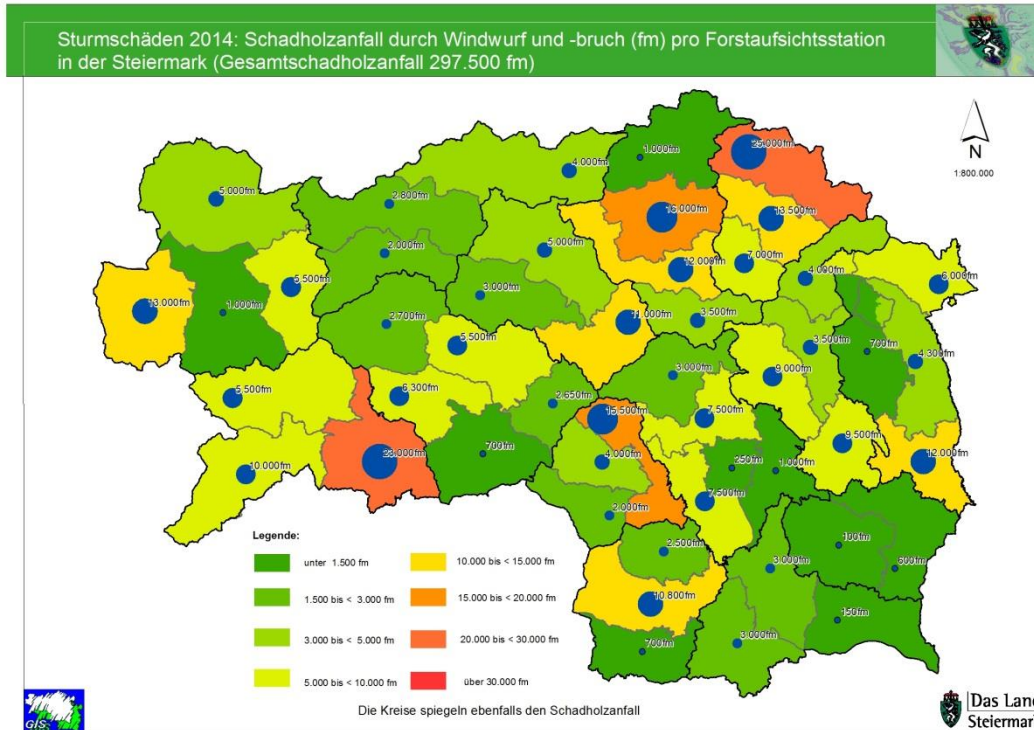 Sturmschäden 2014: Schadholzanfall durch Windwurf und -bruch (fm) pro Forstaufsichtsstation
in der Steiermark (Gesamtschadholzanfall 297.500 fm)
N
1:800.000
25.000fm
1.000fm
4.000fm
5.000fm
2.800fm
16.000fm
13.500fm
2.000fm
5.000fm
12.000fm
7.000fm
4.000fm
6.000fm
5.500fm
3.000fm
13.000fm
1.000fm
2.700fm
11.000fm
3.500fm
5.500fm
3.500fm
700fm
4.300fm
3.000fm
9.000fm
5.500fm
6.300fm
2.650fm
15.500fm
7.500fm
9.500fm
10.000fm
23.000fm
700fm
4.000fm
250fm
1.000fm
12.000fm
7.500fm
2.000fm
2.500fm
100fm
3.000fm
600fm
10.800fm
150fm
700fm
3.000fm
Legende:
unter 1.500 fm
10.000 bis < 15.000 fm
1.500 bis < 3.000 fm
15.000 bis < 20.000 fm
3.000 bis < 5.000 fm
20.000 bis < 30.000 fm
5.000 bis < 10.000 fm
über 30.000 fm
Die Kreise spiegeln ebenfalls den Schadholzanfall
GIS
Das Land
Steiermark